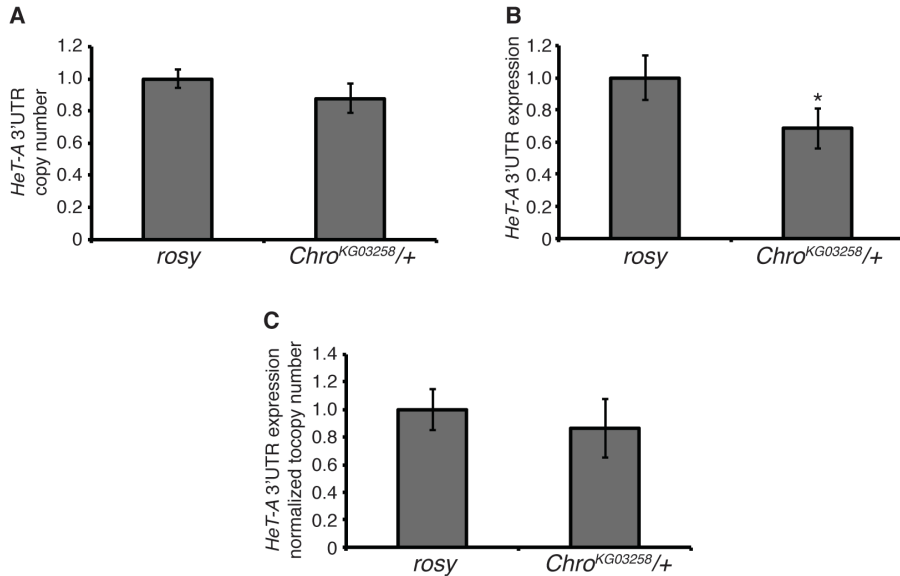 A
HeT-A 3'UTR
copy number
1.2
1.0
0.8
0.6
0.4
0.2
0
rosy
Chro^KG03258/+
B
HeT-A 3'UTR expression
1.2
1.0
0.8
0.6
0.4
0.2
0
*
rosy
Chro^KG03258/+
C
HeT-A 3'UTR expression
normalized tocopy number
1.4
1.2
1.0
0.8
0.6
0.4
0.2
0
rosy
Chro^KG03258/+